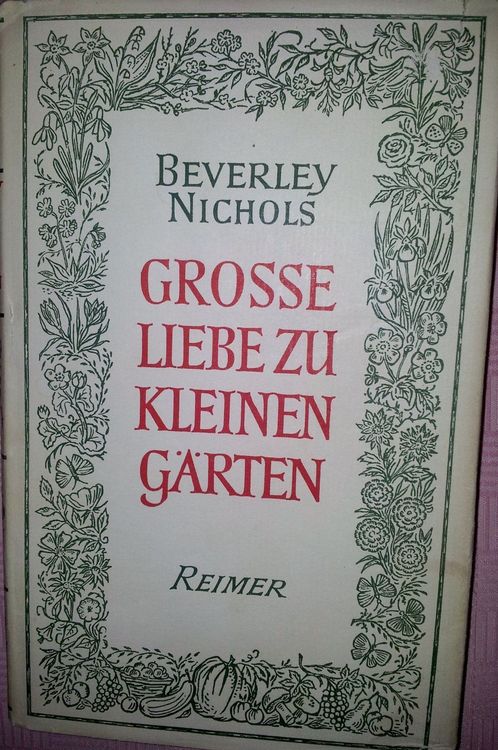 BEVERLEY
NICHOLS
GROSSE
LIEBE ZU
KLEINEN
GÄRTEN
REIMER